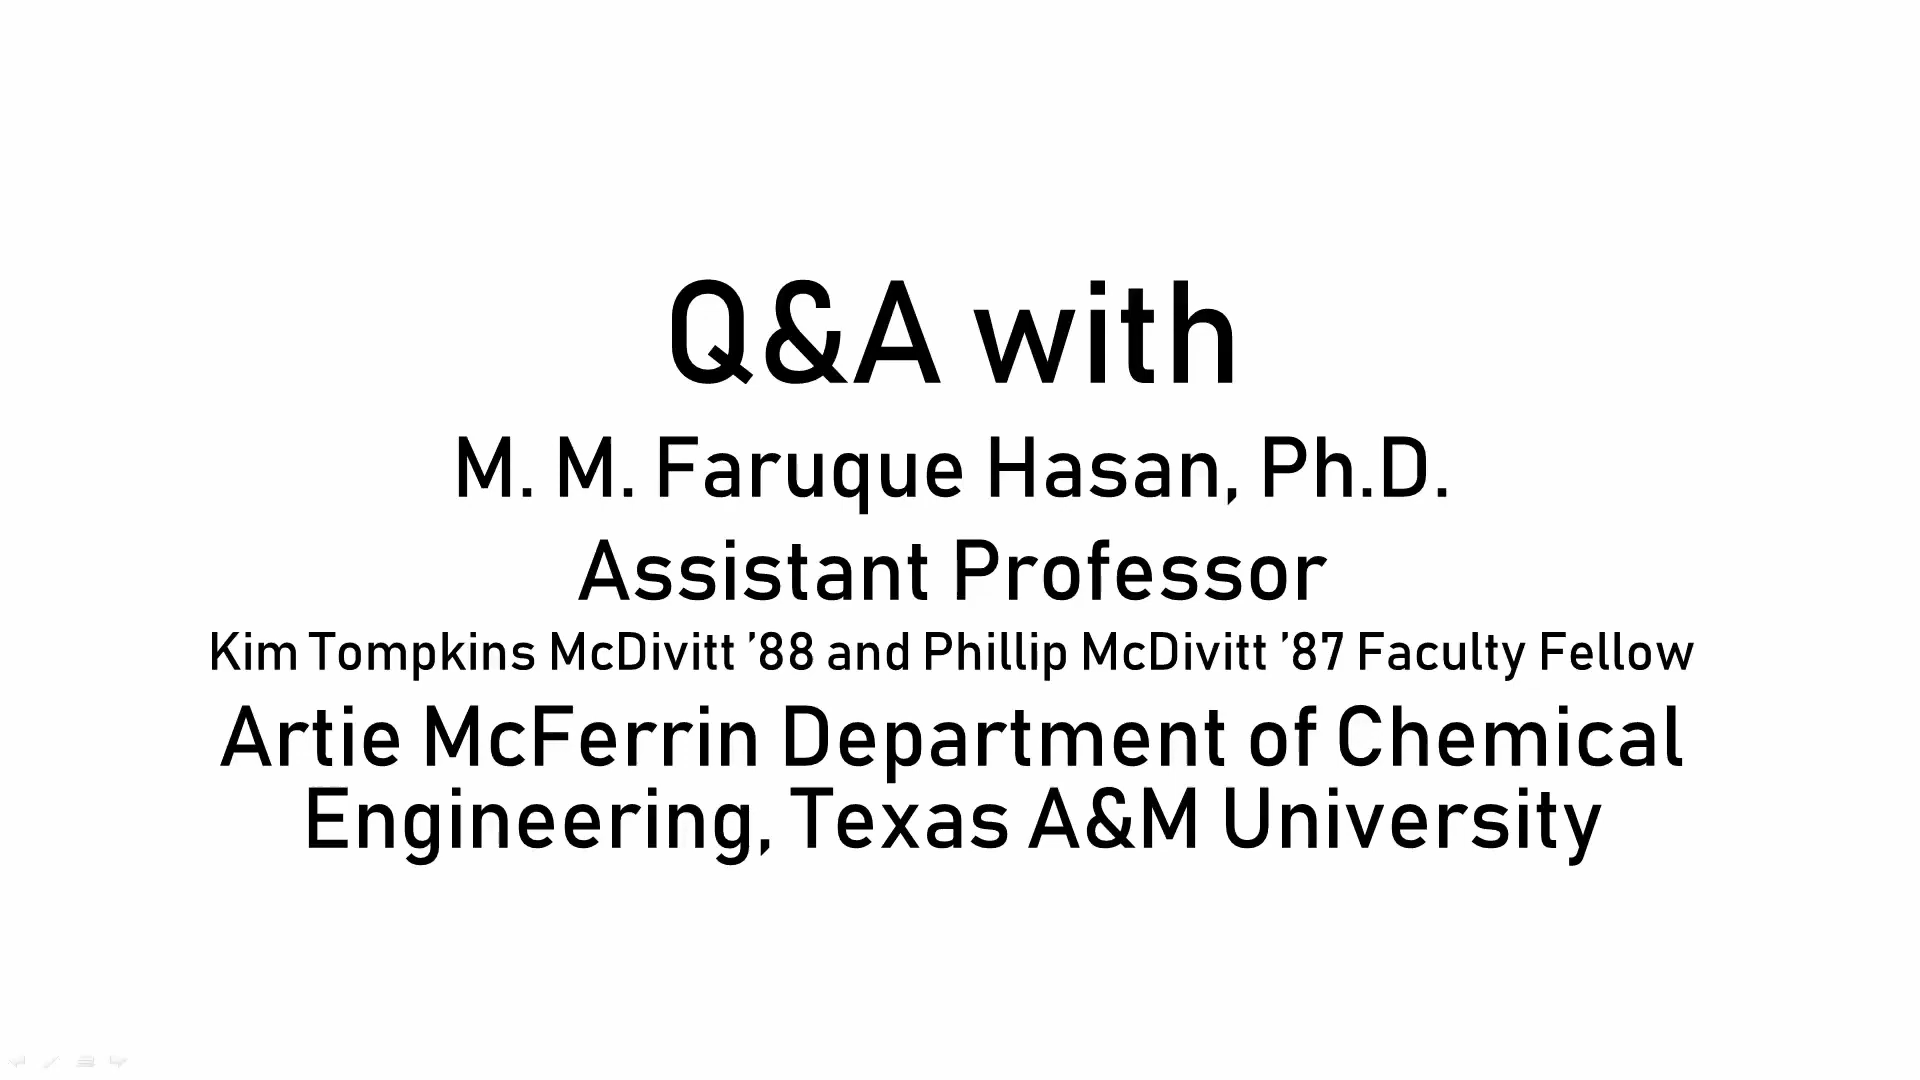 Q&A with
M. M. Faruque Hasan, Ph.D.
Assistant Professor
Kim Tompkins McDivitt ’88 and Phillip McDivitt ’87 Faculty Fellow
Artie McFerrin Department of Chemical
Engineering, Texas A&M University